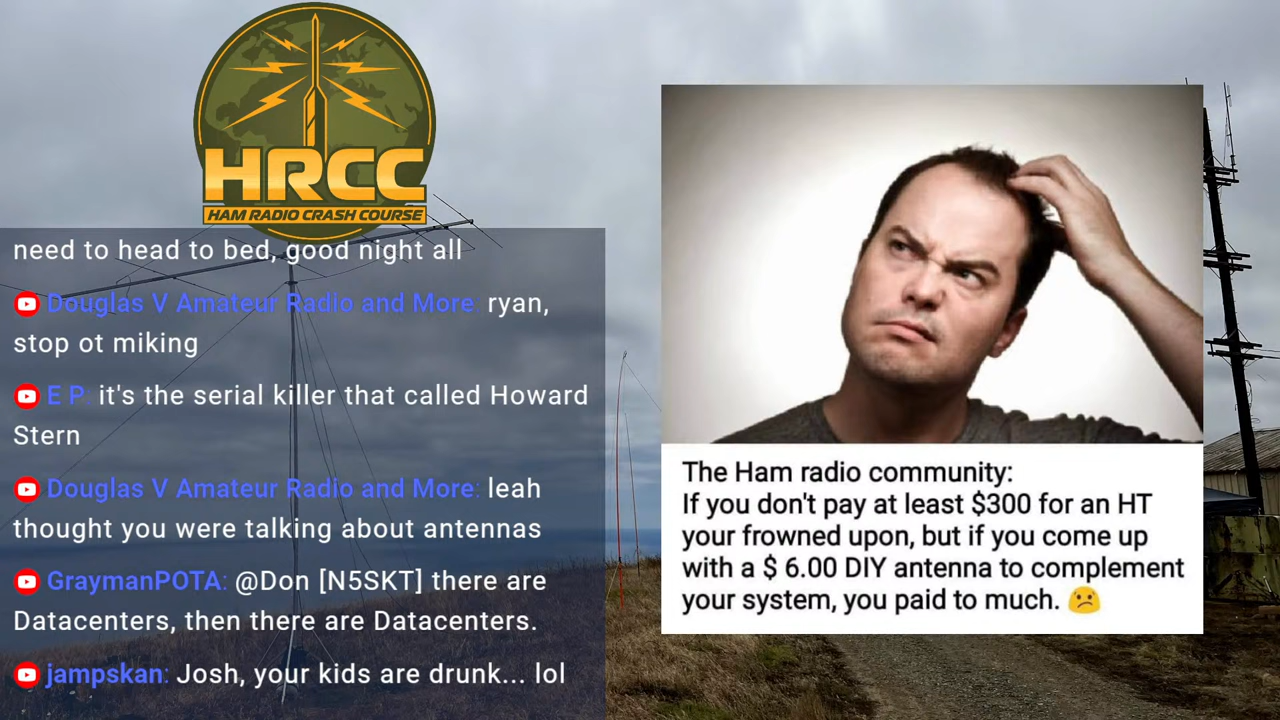 HRCC
HAM RADIO CRASH COURSE
need to head to bed, good night all
Douglas V Amateur Radio and More: ryan,
stop ot miking
E P: it's the serial killer that called Howard
Stern
Douglas V Amateur Radio and More: leah
thought you were talking about antennas
GraymanPOTA: @Don [N5SKT] there are
Datacenters, then there are Datacenters.
jampskan: Josh, your kids are drunk... lol
The Ham radio community:
If you don't pay at least $300 for an HT
your frowned upon, but if you come up
with a $ 6.00 DIY antenna to complement
your system, you paid to much. 😕